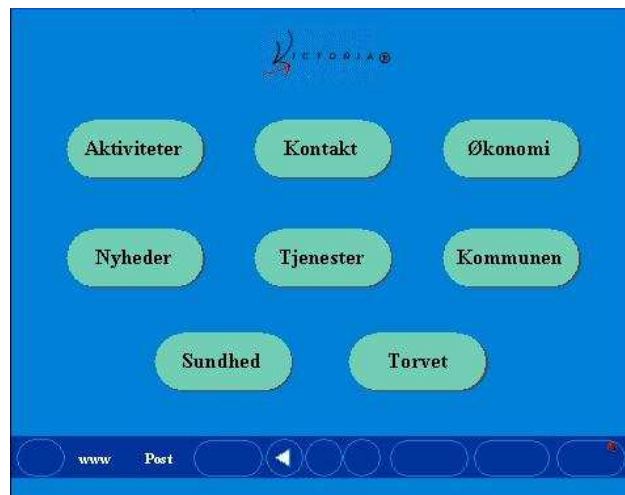 VICTORIA®
Aktiviteter Kontakt Økonomi
Nyheder Tjenester Kommunen
Sundhed Torvet
www Post